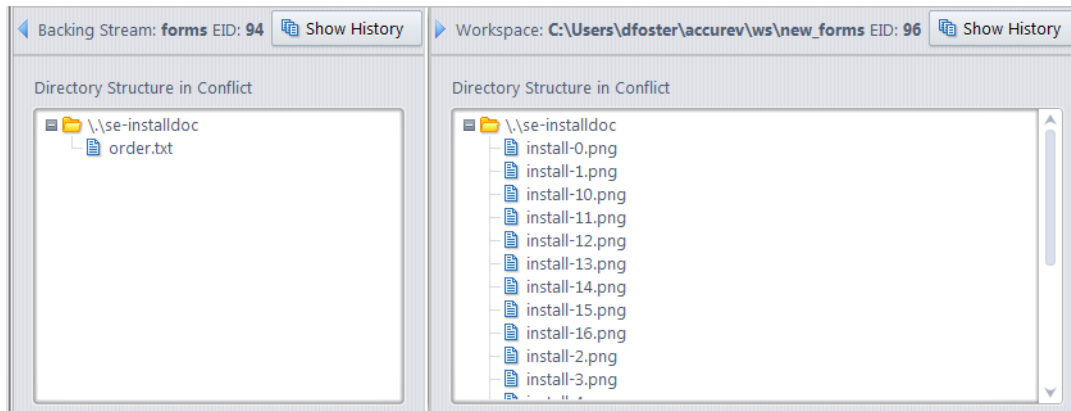 Backing Stream: forms EID: 94 Show History
Directory Structure in Conflict
\.\se-installdoc
order.txt
Workspace: C:\Users\dfoster\accurev\ws\new_forms EID: 96 Show History
Directory Structure in Conflict
\.\se-installdoc
install-0.png
install-1.png
install-10.png
install-11.png
install-12.png
install-13.png
install-14.png
install-15.png
install-16.png
install-2.png
install-3.png